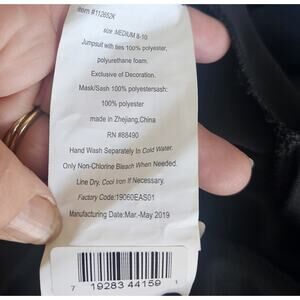 Item #112652K
size :MEDIUM 8-10
Jumpsuit with ties 100% polyester,
polyurethane foam.
Exclusive of Decoration.
Mask/Sash 100% polyestersash:
100% polyester
made in Zhejiang,China
RN #88490
Hand Wash Separately In Cold Water.
Only Non-Chlorine Bleach When Needed.
Line Dry, Cool Iron If Necessary.
Factory Code:19060EAS01
Manufacturing Date:Mar.-May 2019
7 19283 44159 1